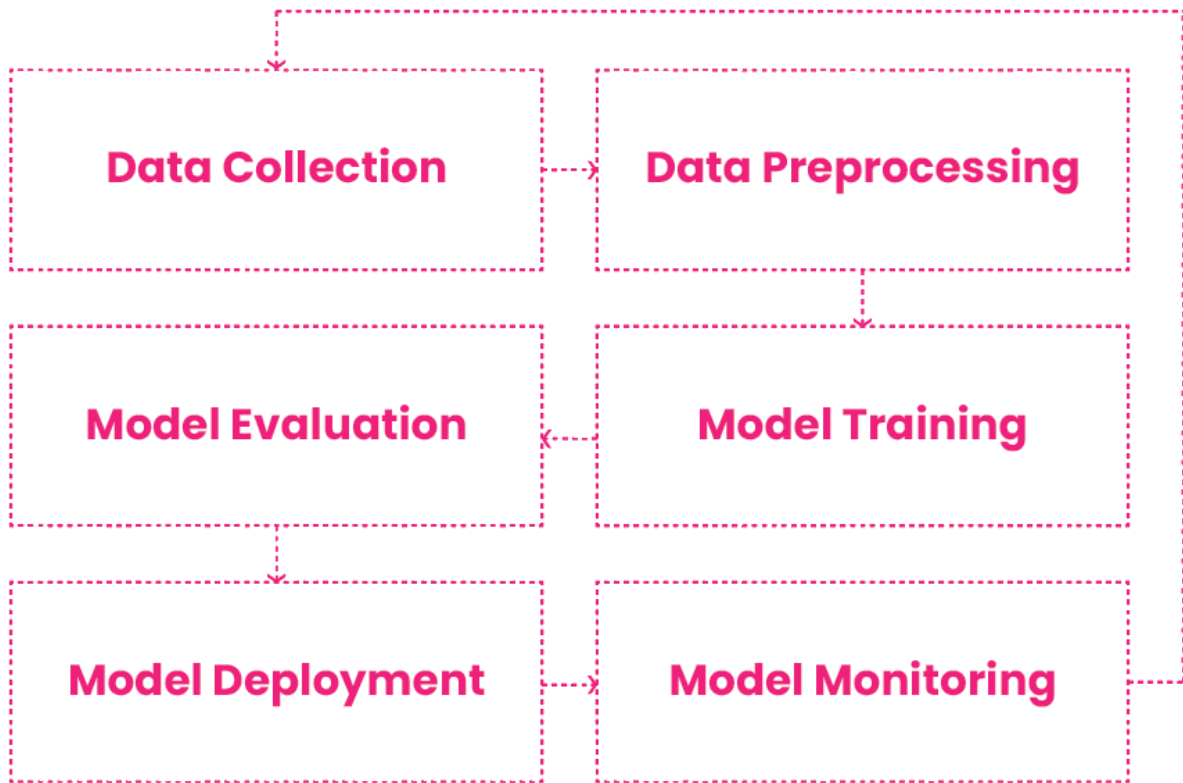 Data Collection
Data Preprocessing
Model Evaluation
Model Training
Model Deployment
Model Monitoring